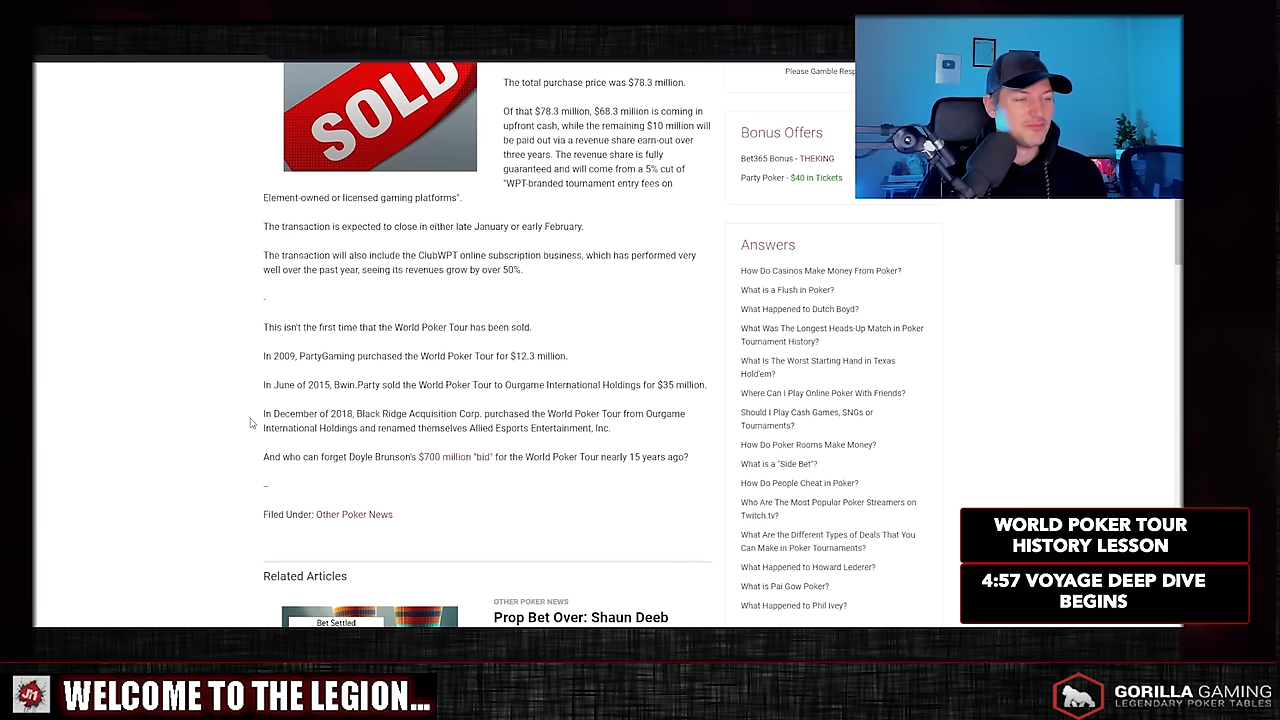 SOLD
The total purchase price was $78.3 million.
Of that $78.3 million, $68.3 million is coming in
upfront cash, while the remaining $10 million will
be paid out via a revenue share earn-out over
three years. The revenue share is fully
guaranteed and will come from a 5% cut of
"WPT-branded tournament entry fees on
Element-owned or licensed gaming platforms".
The transaction is expected to close in either late January or early February.
The transaction will also include the ClubWPT online subscription business, which has performed very
well over the past year, seeing its revenues grow by over 50%.
-
This isn't the first time that the World Poker Tour has been sold.
In 2009, PartyGaming purchased the World Poker Tour for $12.3 million.
In June of 2015, Bwin.Party sold the World Poker Tour to Ourgame International Holdings for $35 million.
In December of 2018, Black Ridge Acquisition Corp. purchased the World Poker Tour from Ourgame
International Holdings and renamed themselves Allied Esports Entertainment, Inc.
And who can forget Doyle Brunson's $700 million "bid" for the World Poker Tour nearly 15 years ago?
--
Filed Under: Other Poker News
Related Articles
Bet Settled
OTHER POKER NEWS
Prop Bet Over: Shaun Deeb
Please Gamble Resp
Bonus Offers
Bet365 Bonus - THEKING
Party Poker - $40 in Tickets
Answers
How Do Casinos Make Money From Poker?
What is a Flush in Poker?
What Happened to Dutch Boyd?
What Was The Longest Heads-Up Match in Poker
Tournament History?
What Is The Worst Starting Hand in Texas
Hold'em?
Where Can I Play Online Poker With Friends?
Should I Play Cash Games, SNGs or
Tournaments?
How Do Poker Rooms Make Money?
What is a "Side Bet"?
How Do People Cheat in Poker?
Who Are The Most Popular Poker Streamers on
Twitch.tv?
What Are the Different Types of Deals That You
Can Make in Poker Tournaments?
What Happened to Howard Lederer?
What is Pai Gow Poker?
What Happened to Phil Ivey?
WORLD POKER TOUR
HISTORY LESSON
4:57 VOYAGE DEEP DIVE
BEGINS
WELCOME TO THE LEGION...
GORILLA GAMING
LEGENDARY POKER TABLES